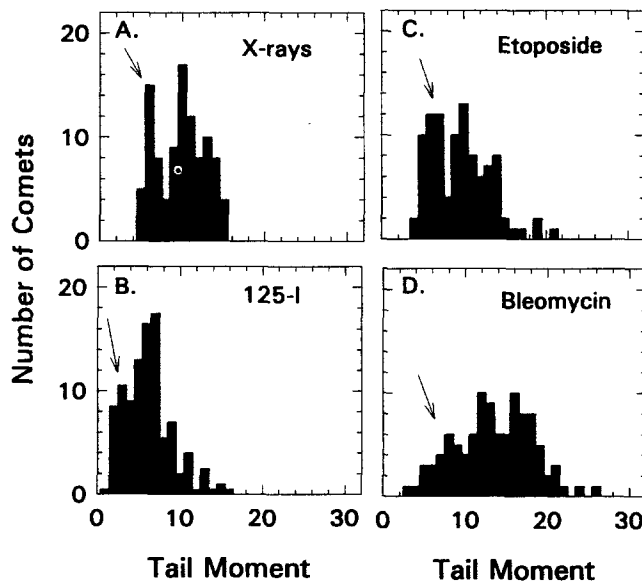 A.
X-rays
20
10
0
C.
Etoposide
Number of Comets
B.
125-I
20
10
0
D.
Bleomycin
0 10 20 30
0 10 20 30
Tail Moment
Tail Moment